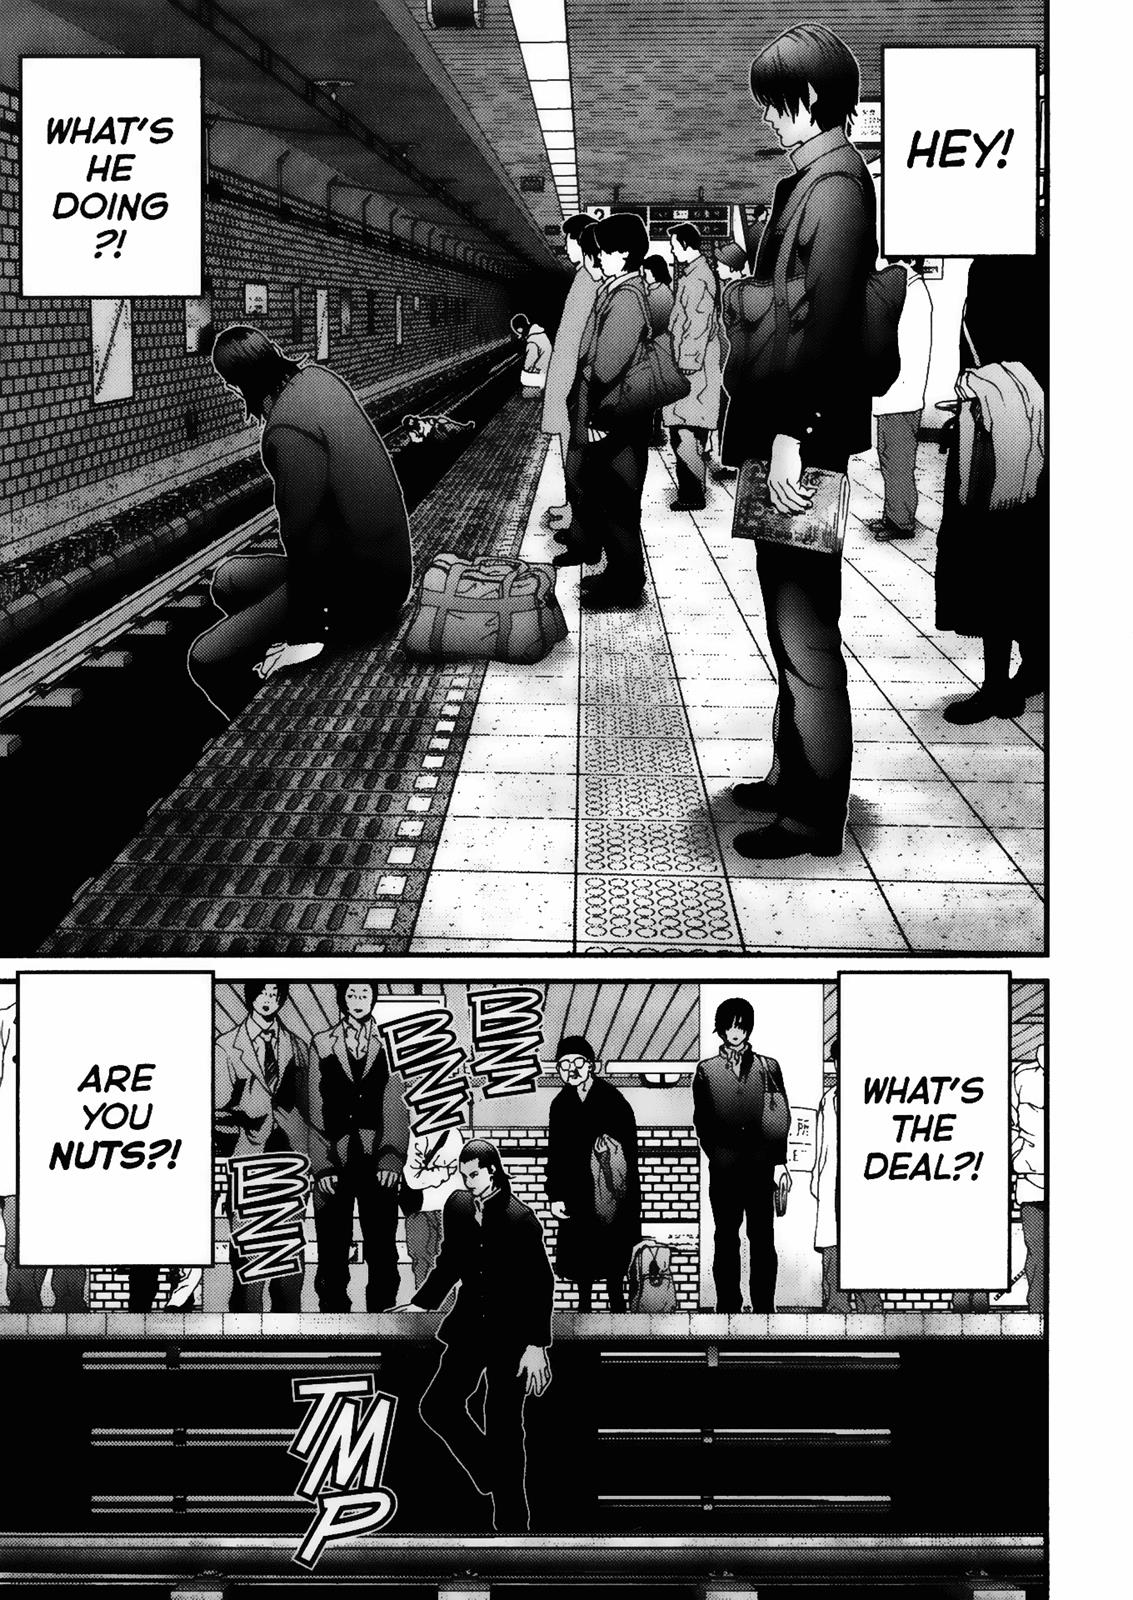 HEY!
WHAT'S
HE
DOING
?!
?
WHAT'S
THE
DEAL?!
BZZ
BZZ
BZZ
ARE
YOU
NUTS?!
TMP